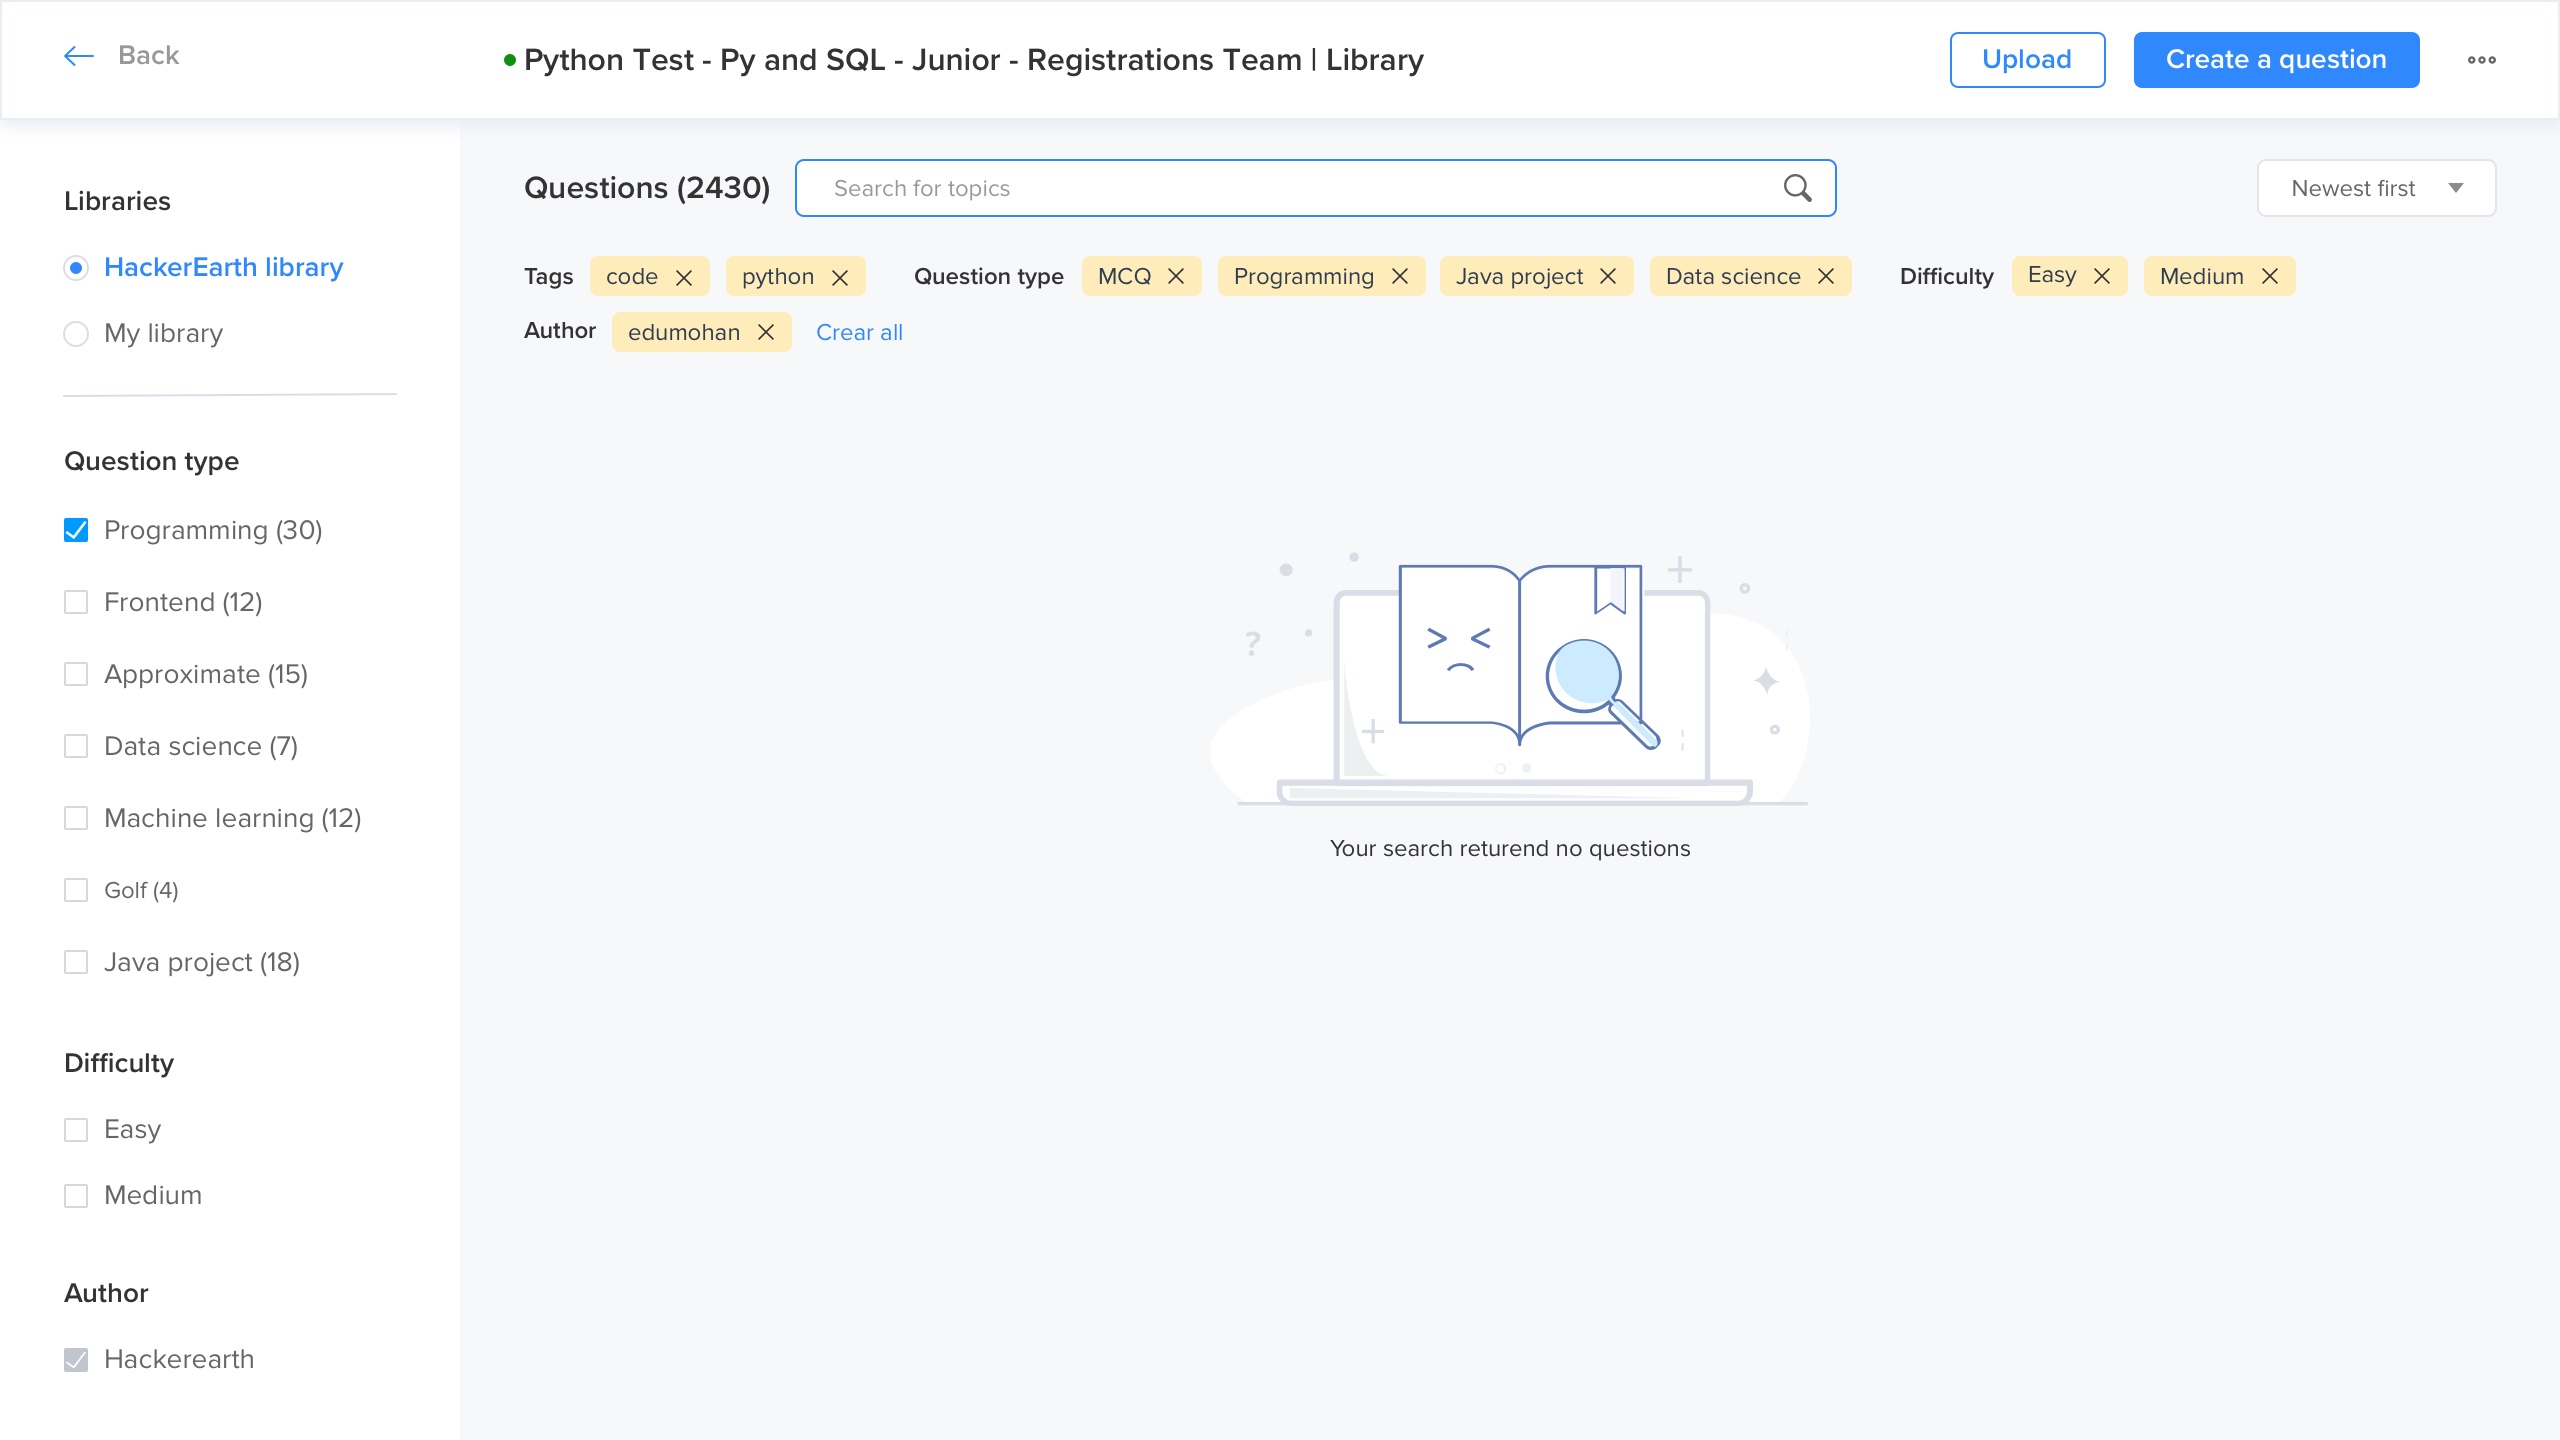 Back
Python Test - Py and SQL - Junior - Registrations Team | Library
Upload
Create a question
Libraries
HackerEarth library
My library
Question type
Programming (30)
Frontend (12)
Approximate (15)
Data science (7)
Machine learning (12)
Golf (4)
Java project (18)
Difficulty
Easy
Medium
Author
Hackerearth
Questions (2430)
Search for topics
Newest first
Tags code python Question type MCQ Programming Java project Data science Difficulty Easy Medium
Author edumohan Crear all
?
Your search returend no questions